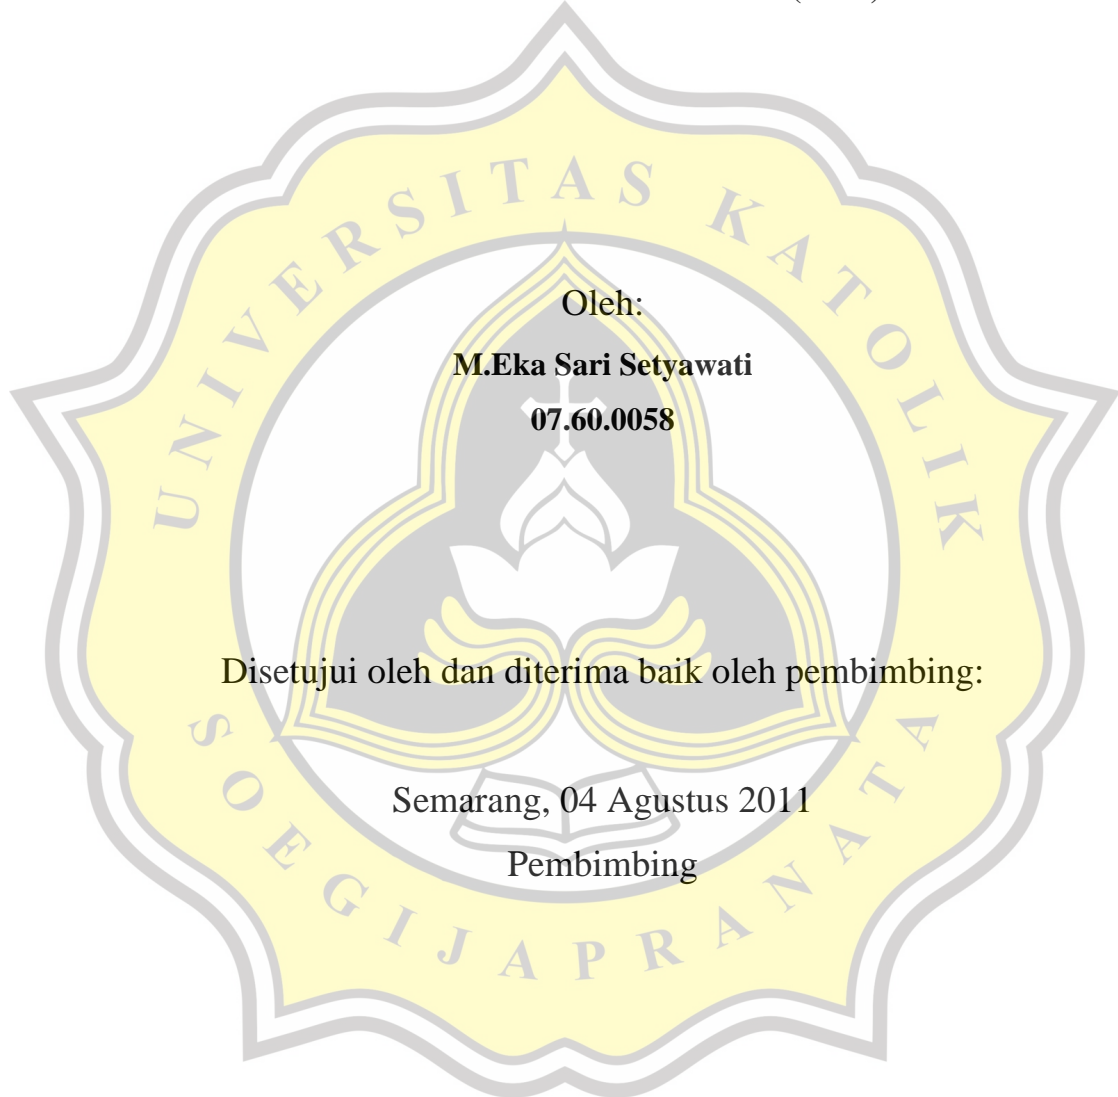 UNIVERSITAS KATOLIK
Oleh:
M.Eka Sari Setyawati
07.60.0058
Disetujui oleh dan diterima baik oleh pembimbing:
Semarang, 04 Agustus 2011
Pembimbing
SOEGIJAPRANATA